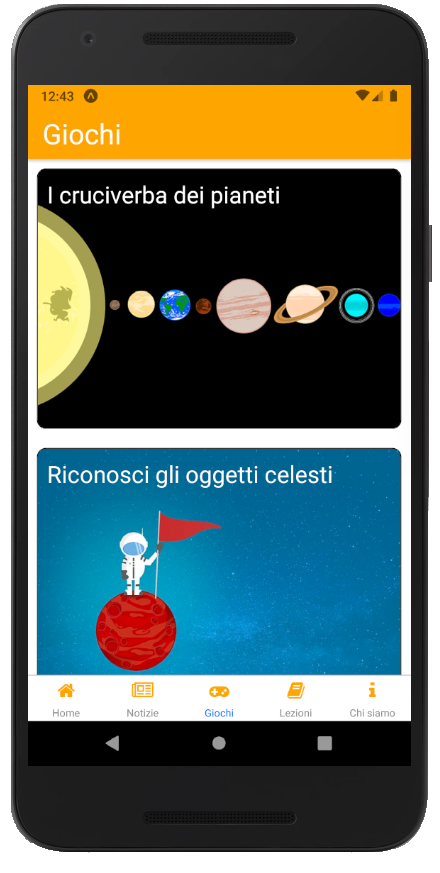 12:43
Giochi
I cruciverba dei pianeti
Riconosci gli oggetti celesti
Home Notizie Giochi Lezioni Chi siamo